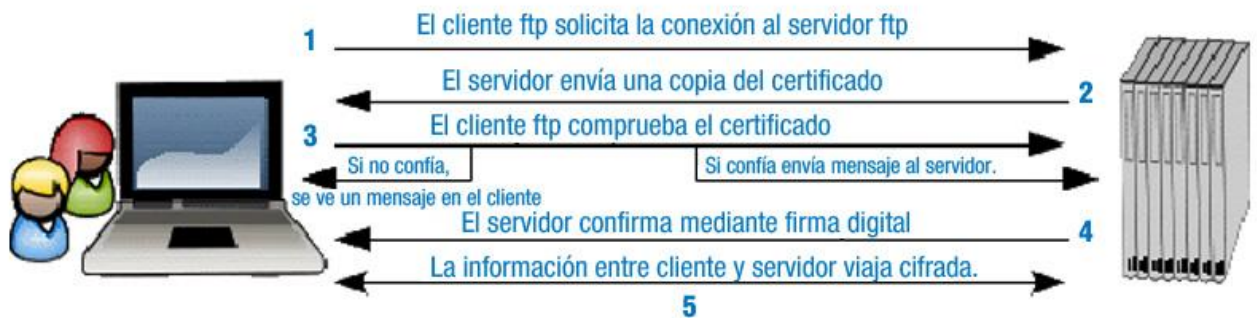 El cliente ftp solicita la conexión al servidor ftp
1
El servidor envía una copia del certificado
2
3
El cliente ftp comprueba el certificado
Si no confía,
se ve un mensaje en el cliente
Si confía envía mensaje al servidor.
El servidor confirma mediante firma digital
4
La información entre cliente y servidor viaja cifrada.
5